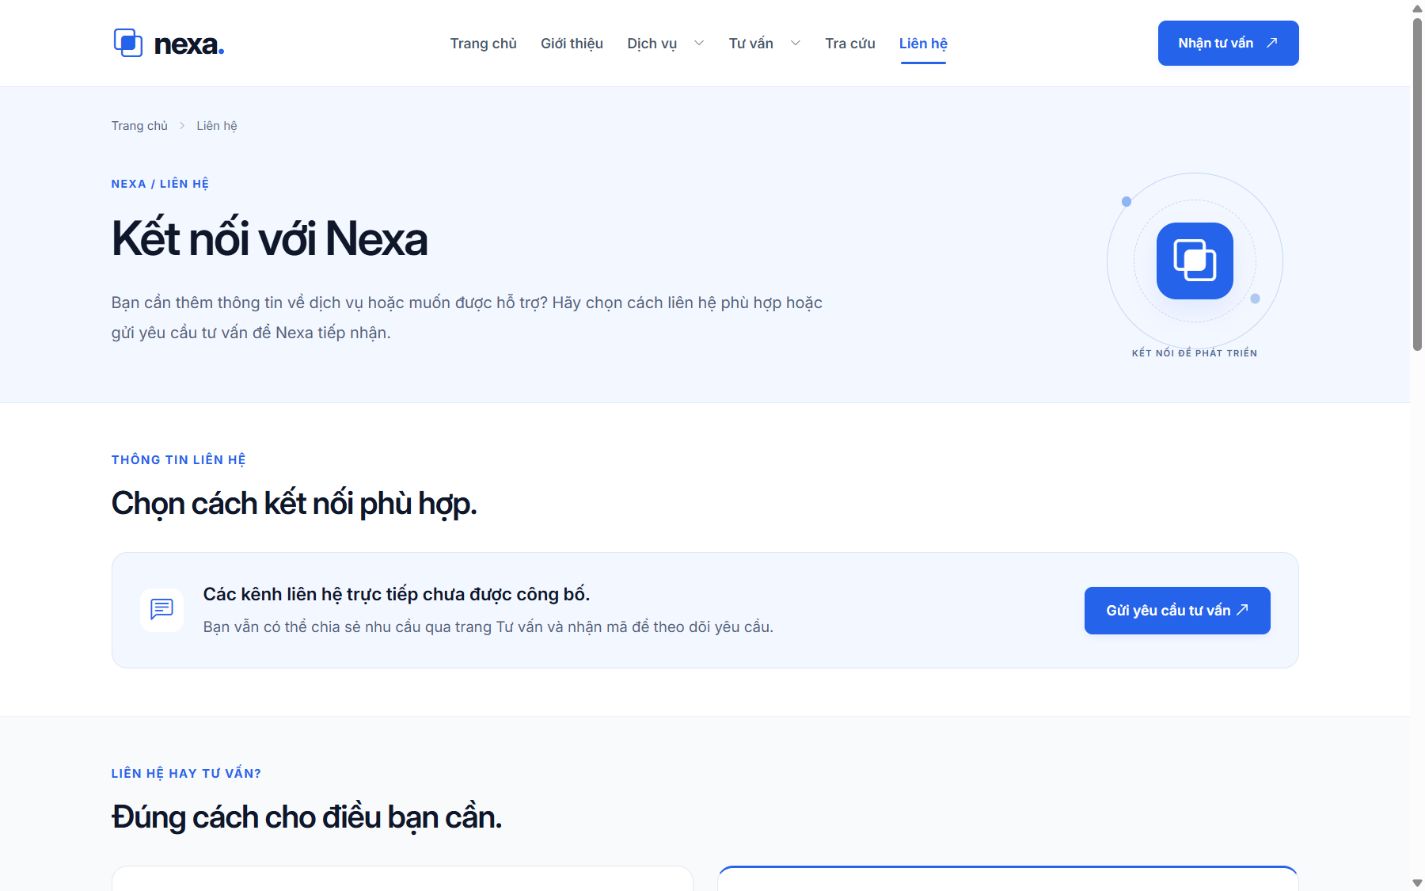 nexa.
Trang chủ
Giới thiệu
Dịch vụ
Tư vấn
Tra cứu
Liên hệ
Nhận tư vấn
Trang chủ
Liên hệ
NEXA / LIÊN HỆ
Kết nối với Nexa
Bạn cần thêm thông tin về dịch vụ hoặc muốn được hỗ trợ? Hãy chọn cách liên hệ phù hợp hoặc
gửi yêu cầu tư vấn để Nexa tiếp nhận.
KẾT NỐI ĐỂ PHÁT TRIỂN
THÔNG TIN LIÊN HỆ
Chọn cách kết nối phù hợp.
Các kênh liên hệ trực tiếp chưa được công bố.
Bạn vẫn có thể chia sẻ nhu cầu qua trang Tư vấn và nhận mã để theo dõi yêu cầu.
Gửi yêu cầu tư vấn
LIÊN HỆ HAY TƯ VẤN?
Đúng cách cho điều bạn cần.